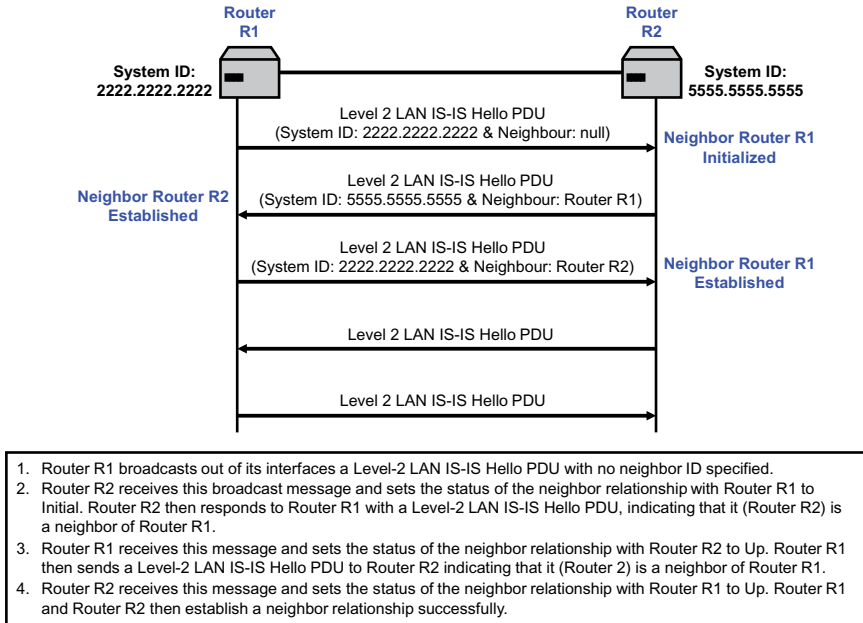 Router
R1
Router
R2
System ID:
2222.2222.2222
System ID:
5555.5555.5555
Level 2 LAN IS-IS Hello PDU
(System ID: 2222.2222.2222 & Neighbour: null)
Neighbor Router R1
Initialized
Level 2 LAN IS-IS Hello PDU
(System ID: 5555.5555.5555 & Neighbour: Router R1)
Neighbor Router R2
Established
Level 2 LAN IS-IS Hello PDU
(System ID: 2222.2222.2222 & Neighbour: Router R2)
Neighbor Router R1
Established
Level 2 LAN IS-IS Hello PDU
Level 2 LAN IS-IS Hello PDU
1. Router R1 broadcasts out of its interfaces a Level-2 LAN IS-IS Hello PDU with no neighbor ID specified.
2. Router R2 receives this broadcast message and sets the status of the neighbor relationship with Router R1 to
Initial. Router R2 then responds to Router R1 with a Level-2 LAN IS-IS Hello PDU, indicating that it (Router R2) is
a neighbor of Router R1.
3. Router R1 receives this message and sets the status of the neighbor relationship with Router R2 to Up. Router R1
then sends a Level-2 LAN IS-IS Hello PDU to Router R2 indicating that it (Router 2) is a neighbor of Router R1.
4. Router R2 receives this message and sets the status of the neighbor relationship with Router R1 to Up. Router R1
and Router R2 then establish a neighbor relationship successfully.